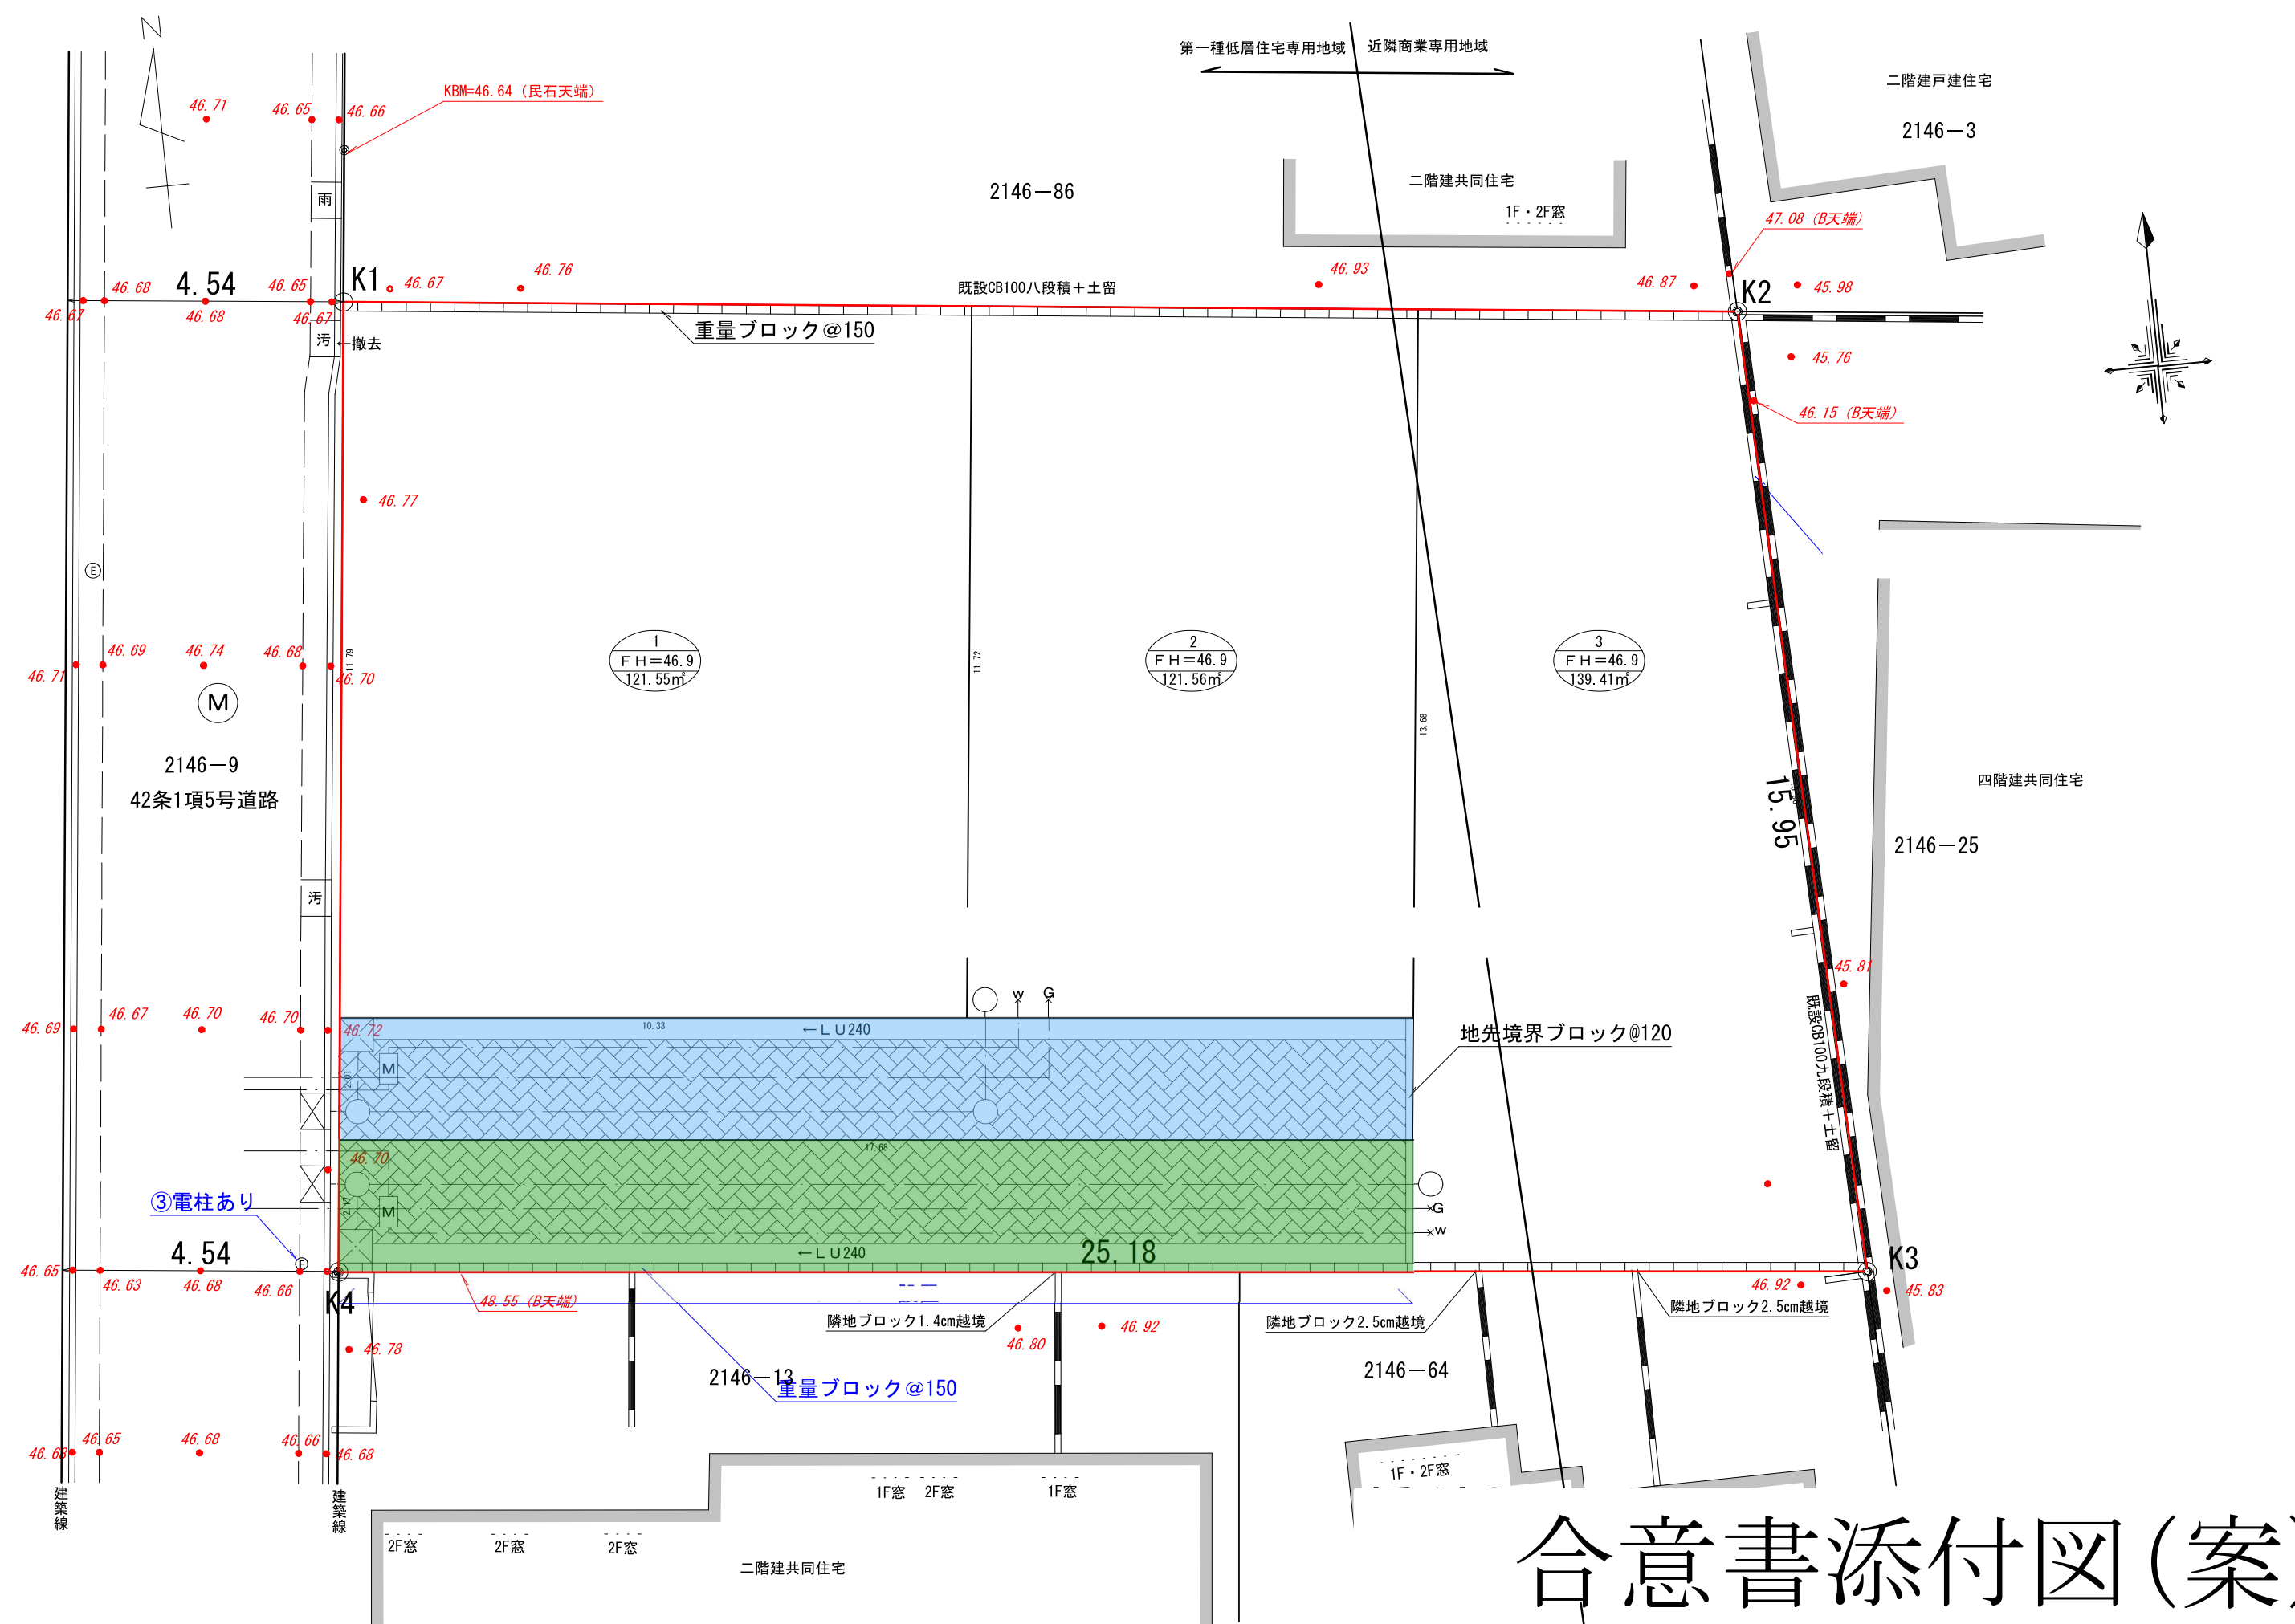 N
第一種低層住宅専用地域
近隣商業専用地域
二階建戸建住宅
2146-3
KBM=46.64（民石天端）
46.71
46.65
46.66
雨
2146-86
二階建共同住宅
1F・2F窓
47.08（B天端）
46.67
46.68
4.54
46.68
46.65
46.67
K1
46.67
46.76
既設CB100八段積＋土留
46.93
46.87
K2
45.98
重量ブロック@150
汚
←撤去
45.76
46.15（B天端）
46.77
E
46.71
46.69
46.74
46.68
46.70
11.79
M
1
ＦＨ＝46.9
121.55㎡
11.72
2
ＦＨ＝46.9
121.56㎡
13.68
3
ＦＨ＝46.9
139.41㎡
2146-9
42条1項5号道路
15.95
四階建共同住宅
2146-25
汚
45.81
既設CB100九段積＋土留
46.69
46.67
46.70
46.70
46.72
10.33
←ＬＵ240
W
G
地先境界ブロック@120
M
2.01
17.68
46.70
2.17
M
G
W
③電柱あり
←ＬＵ240
25.18
46.65
46.63
4.54
46.68
46.66
E
K4
K3
48.55（B天端）
46.92
45.83
隣地ブロック1.4cm越境
隣地ブロック2.5cm越境
隣地ブロック2.5cm越境
46.78
46.80
46.92
2146-13
重量ブロック@150
2146-64
46.68
46.65
46.68
46.66
46.68
建築線
建築線
1F窓
2F窓
1F窓
1F・2F窓
2F窓
2F窓
2F窓
二階建共同住宅
合意書添付図(案)